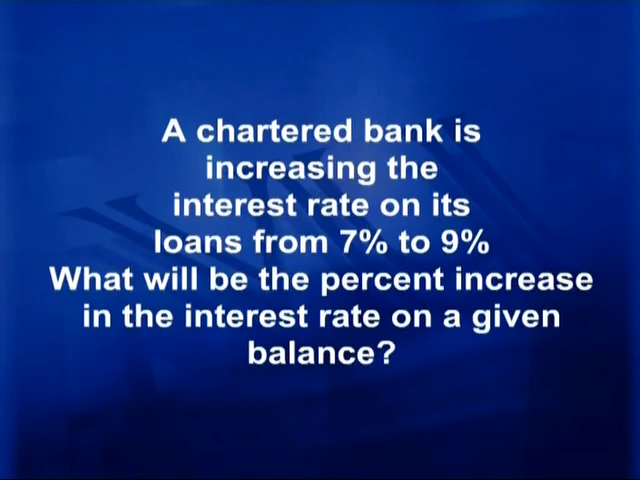 A chartered bank is
increasing the
interest rate on its
loans from 7% to 9%
What will be the percent increase
in the interest rate on a given
balance?